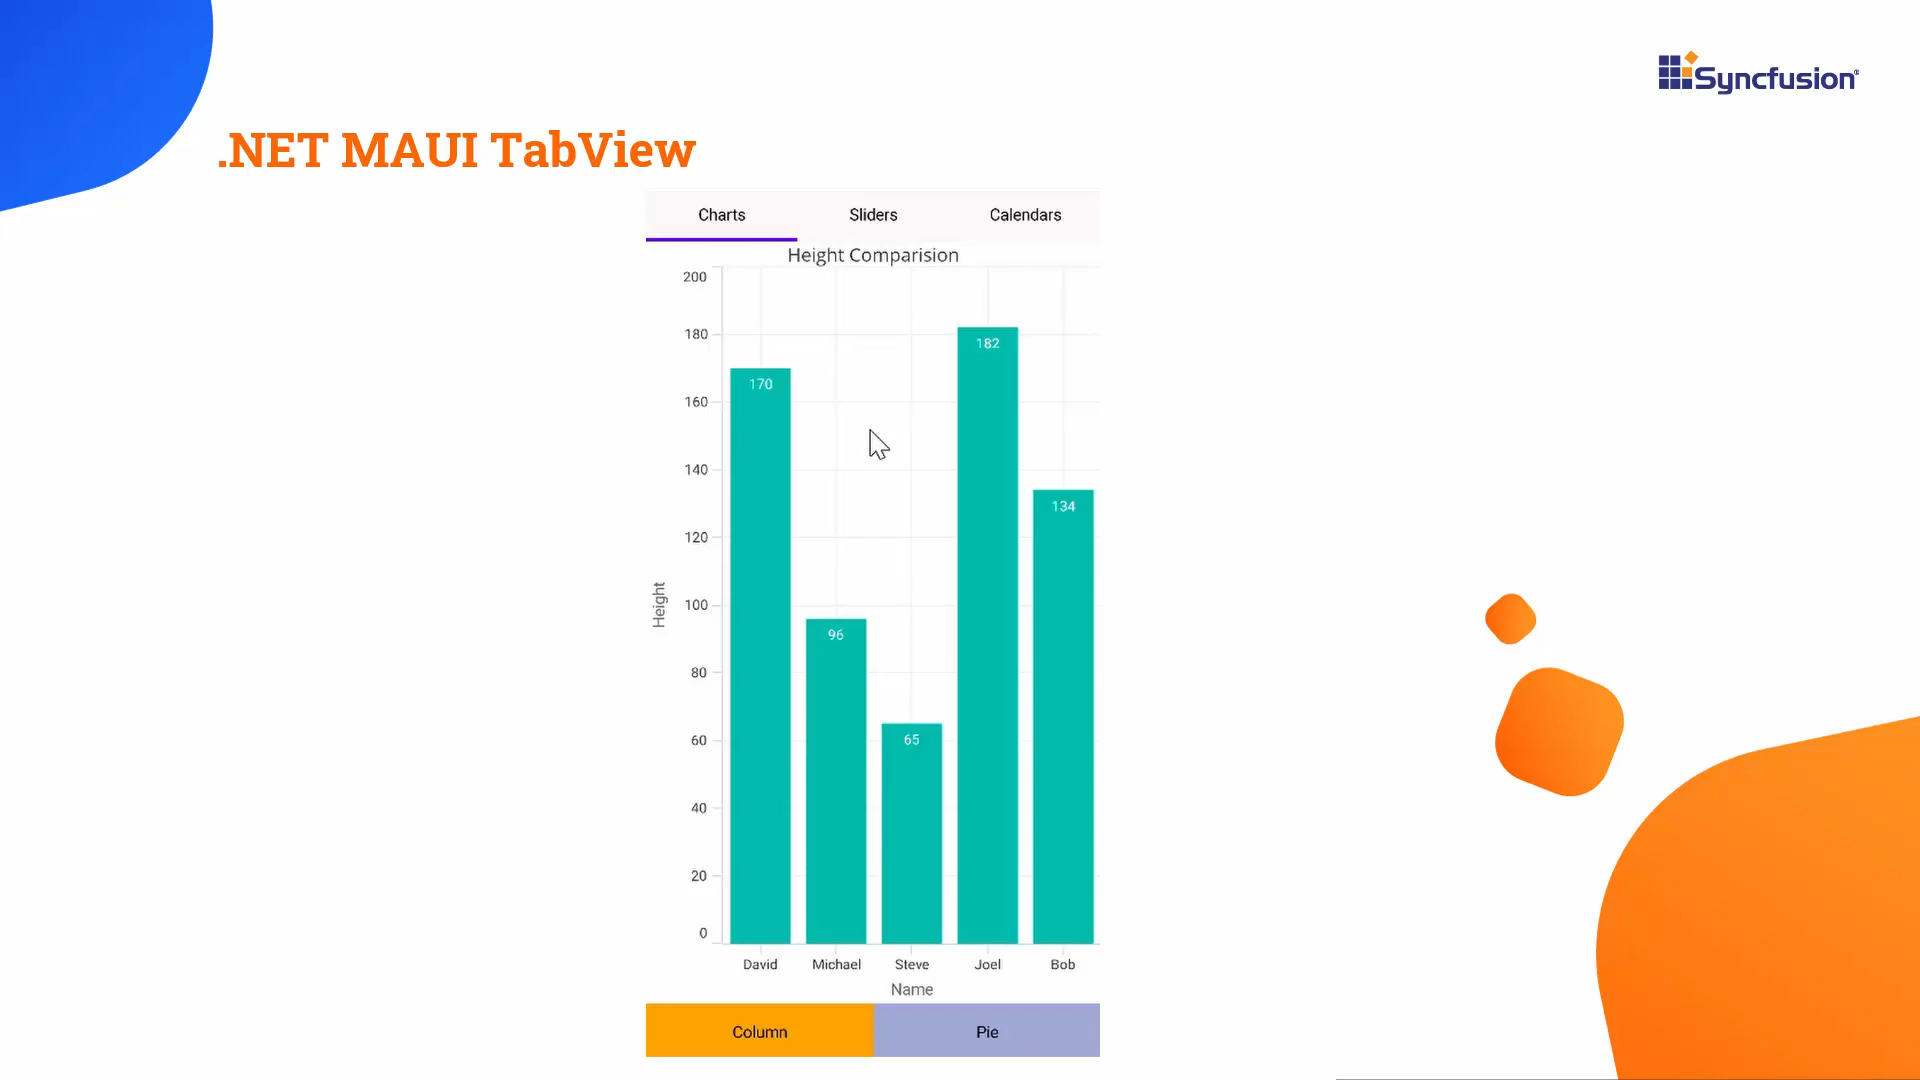 Syncfusion®
.NET MAUI TabView
Charts Sliders Calendars
Height Comparision
200
180
160
140
120
100
80
60
40
20
0
Height
170
96
65
182
134
David Michael Steve Joel Bob
Name
Column Pie